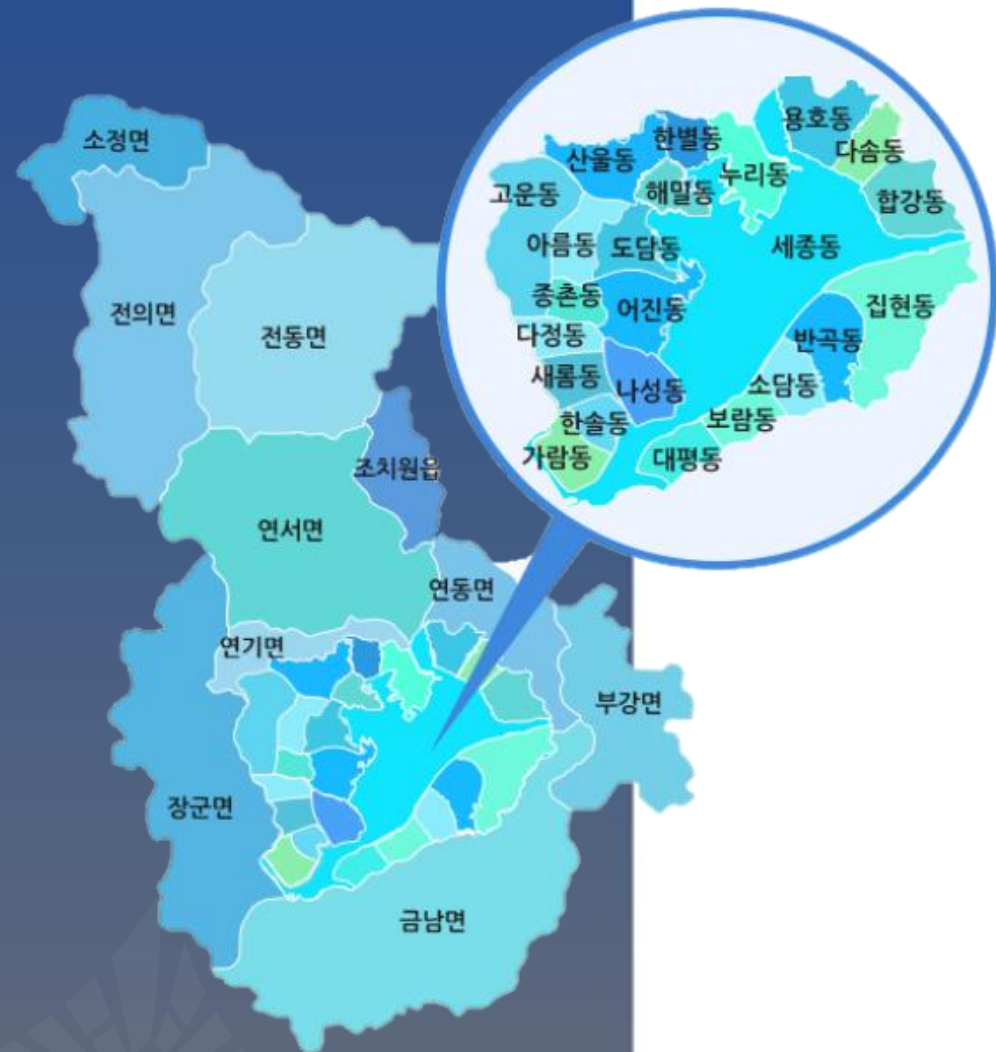 소정면
전의면
전동면
조치원읍
연서면
연동면
연기면
부강면
장군면
금남면
용호동
다솜동
한별동
산울동
누리동
해밀동
고운동
합강동
아름동
도담동
세종동
종촌동
어진동
집현동
다정동
반곡동
새롬동
나성동
소담동
한솔동
보람동
가람동
대평동